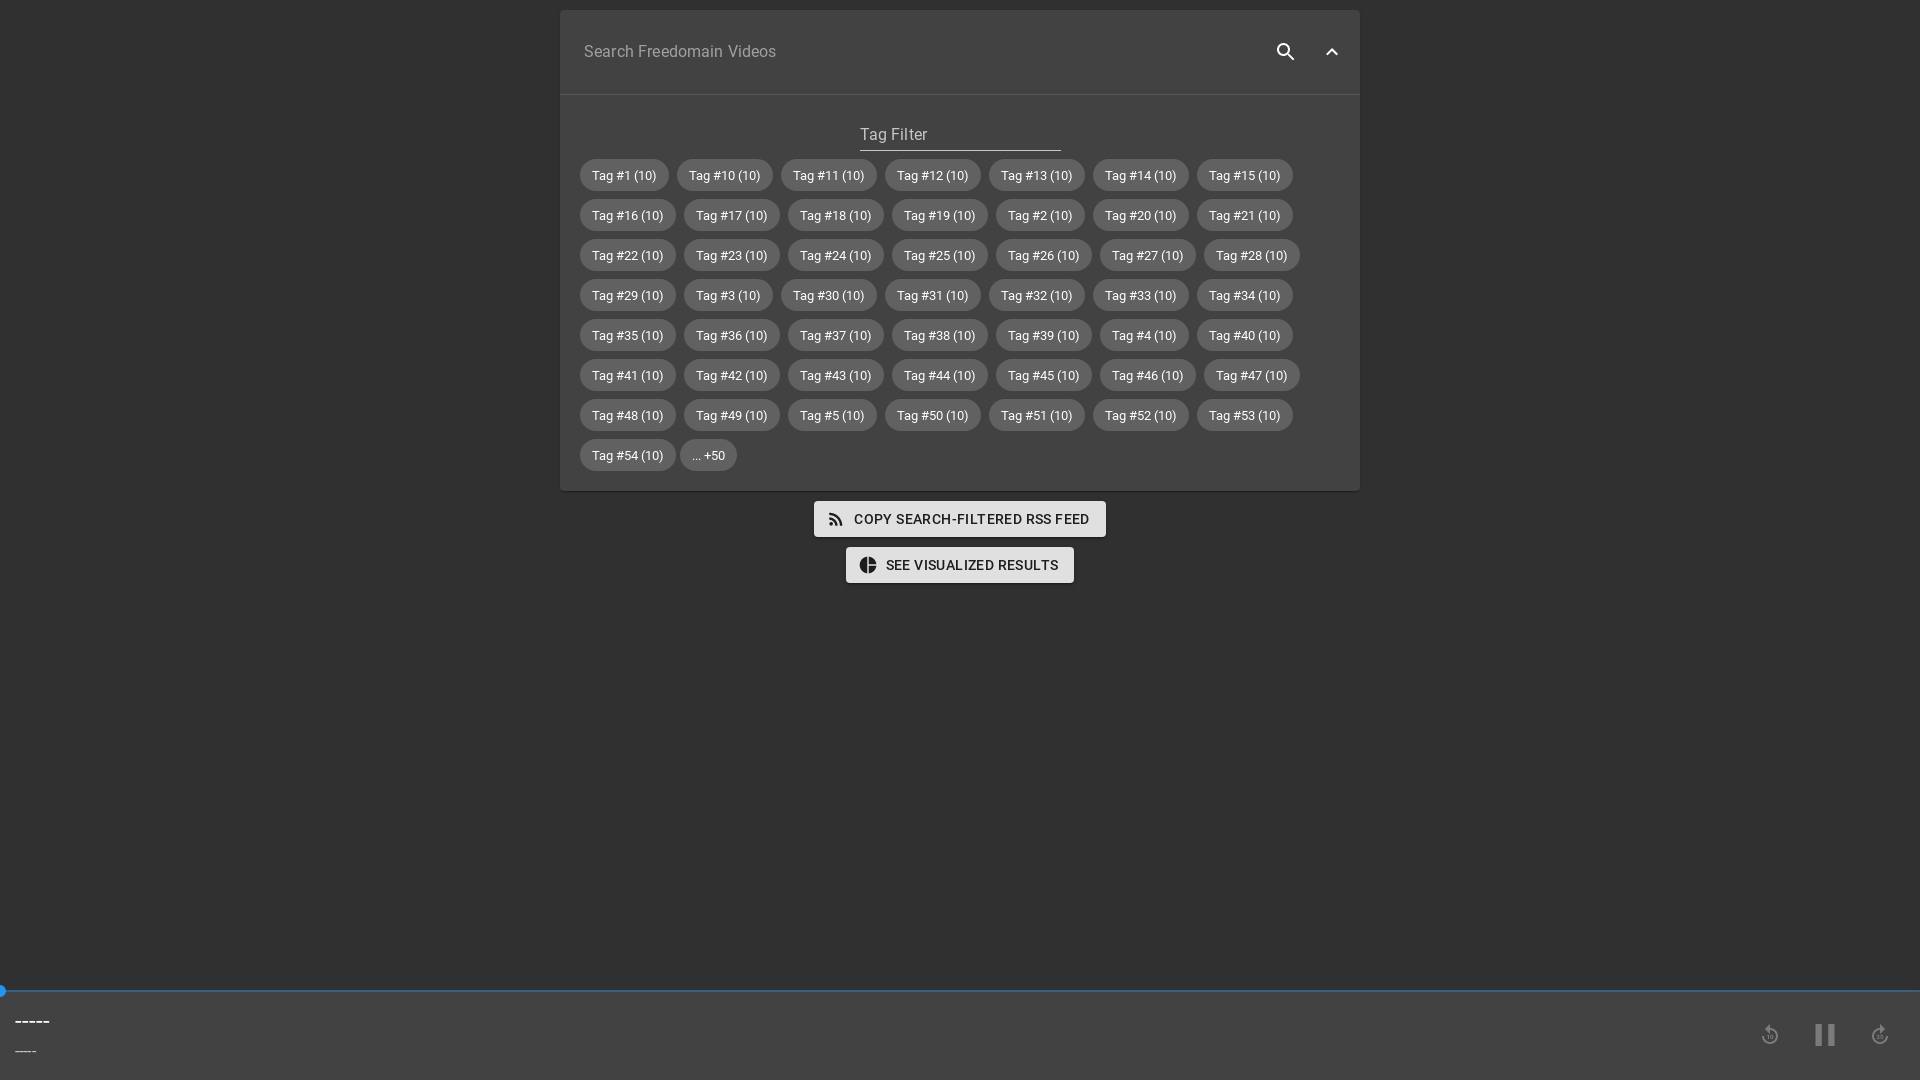 Search Freedomain Videos
Tag Filter
Tag #1 (10) Tag #10 (10) Tag #11 (10) Tag #12 (10) Tag #13 (10) Tag #14 (10) Tag #15 (10)
Tag #16 (10) Tag #17 (10) Tag #18 (10) Tag #19 (10) Tag #2 (10) Tag #20 (10) Tag #21 (10)
Tag #22 (10) Tag #23 (10) Tag #24 (10) Tag #25 (10) Tag #26 (10) Tag #27 (10) Tag #28 (10)
Tag #29 (10) Tag #3 (10) Tag #30 (10) Tag #31 (10) Tag #32 (10) Tag #33 (10) Tag #34 (10)
Tag #35 (10) Tag #36 (10) Tag #37 (10) Tag #38 (10) Tag #39 (10) Tag #4 (10) Tag #40 (10)
Tag #41 (10) Tag #42 (10) Tag #43 (10) Tag #44 (10) Tag #45 (10) Tag #46 (10) Tag #47 (10)
Tag #48 (10) Tag #49 (10) Tag #5 (10) Tag #50 (10) Tag #51 (10) Tag #52 (10) Tag #53 (10)
Tag #54 (10) ... +50
COPY SEARCH-FILTERED RSS FEED
SEE VISUALIZED RESULTS
-----
-----